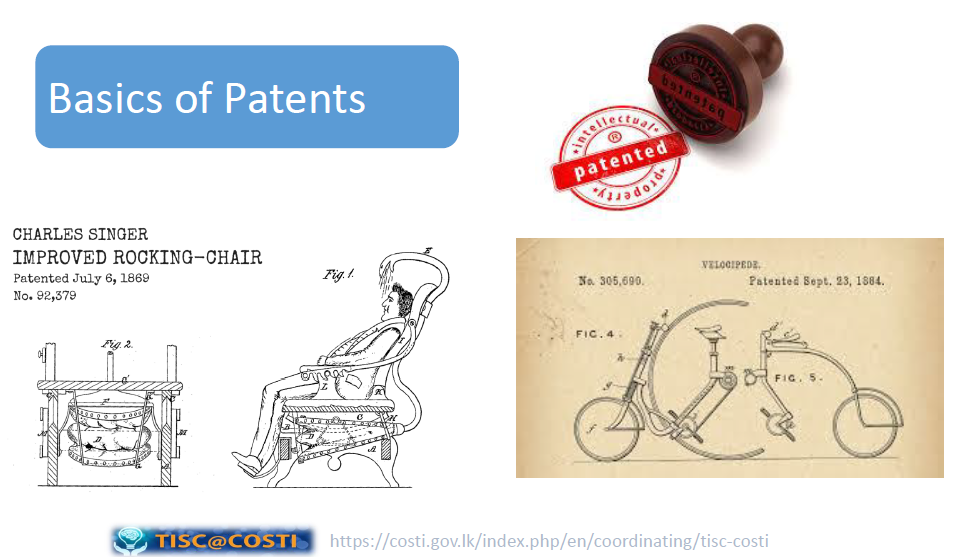 Basics of Patents
intellectual
®
patented
property
patented
CHARLES SINGER
IMPROVED ROCKING-CHAIR
Patented July 6, 1869
No. 92,379
Fig. 1.
Fig. 2.
VELOCIPEDE.
No. 305,690.
Patented Sept. 23, 1884.
FIG. 4.
FIG. 5.
TISC@COSTI
https://costi.gov.lk/index.php/en/coordinating/tisc-costi